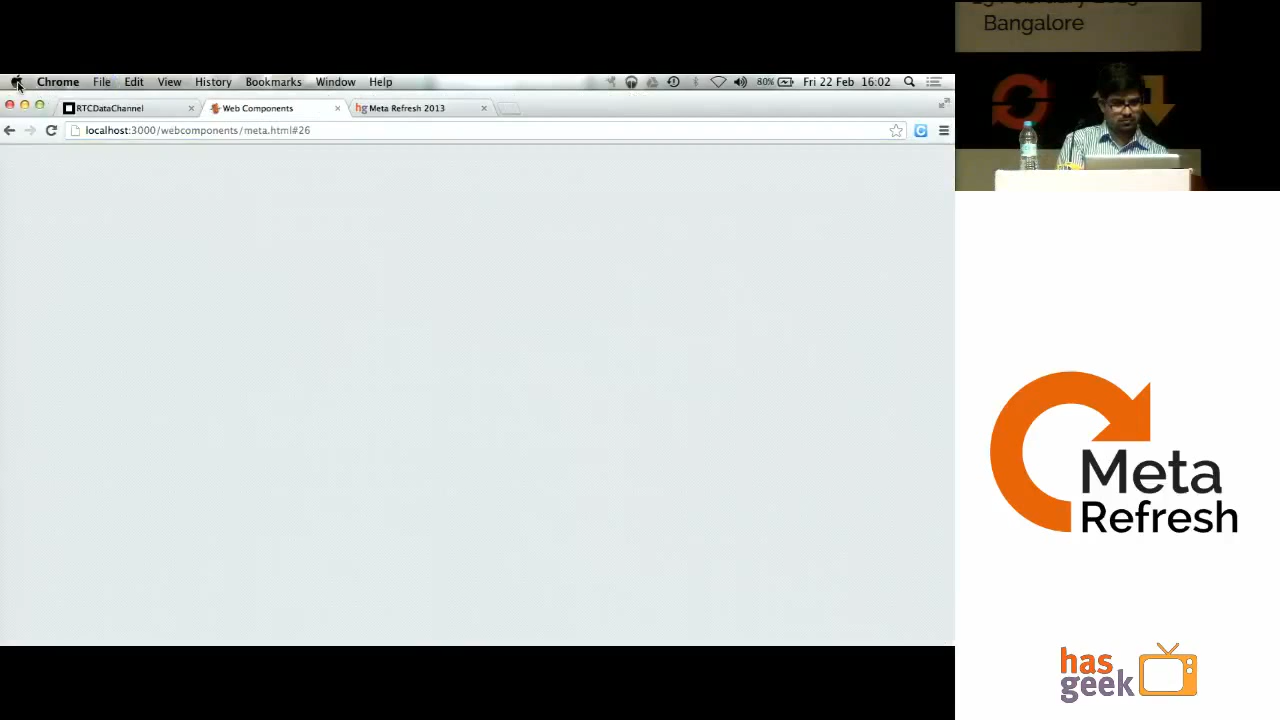 Bangalore
Chrome File Edit View History Bookmarks Window Help 80% Fri 22 Feb 16:02
RTCDataChannel Web Components hg Meta Refresh 2013
localhost:3000/webcomponents/meta.html#26
Meta
Refresh
has
geek